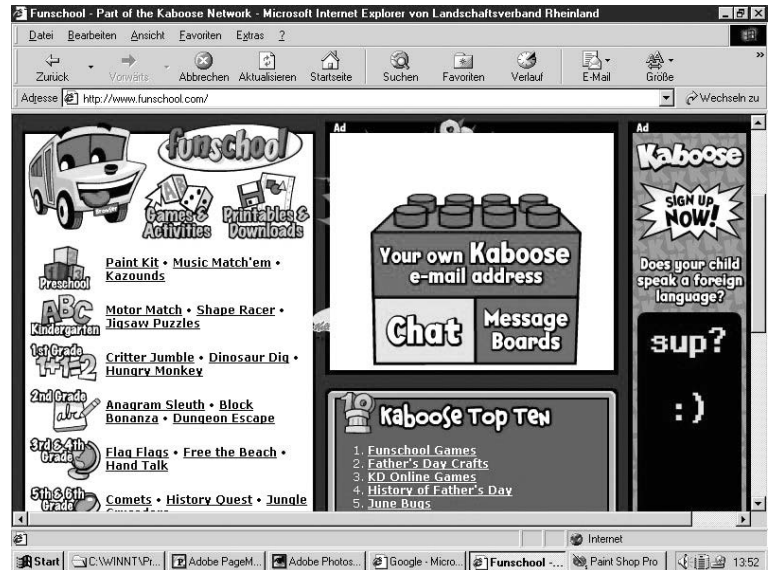 Funschool - Part of the Kaboose Network - Microsoft Internet Explorer von Landschaftsverband Rheinland
Datei Bearbeiten Ansicht Favoriten Extras ?
Zurück Vorwärts Abbrechen Aktualisieren Startseite Suchen Favoriten Verlauf E-Mail Größe »
Adresse http://www.funschool.com/ Wechseln zu
funschool
Games & Activities
Printables & Downloads
Preschool
Paint Kit • Music Match'em •
Kazounds
ABC
Kindergarten
Motor Match • Shape Racer •
Jigsaw Puzzles
1st Grade
1+1=2
Critter Jumble • Dinosaur Dig •
Hungry Monkey
2nd Grade
abc
Anagram Sleuth • Block
Bonanza • Dungeon Escape
3rd & 4th
Grade
Flag Flags • Free the Beach •
Hand Talk
5th & 6th
Grade
Comets • History Quest • Jungle
Ad
Your own Kaboose
e-mail address
Chat
Message
Boards
10
Kaboose Top Ten
1. Funschool Games
2. Father's Day Crafts
3. KD Online Games
4. History of Father's Day
5. June Bugs
Ad
Kaboose
SIGN UP
NOW!
Does your child
speak a foreign
language?
sup?
:)
Internet
Start C:\WINNT\Pr... Adobe PageM... Adobe Photos... Google - Micro... Funschool -... Paint Shop Pro 13:52